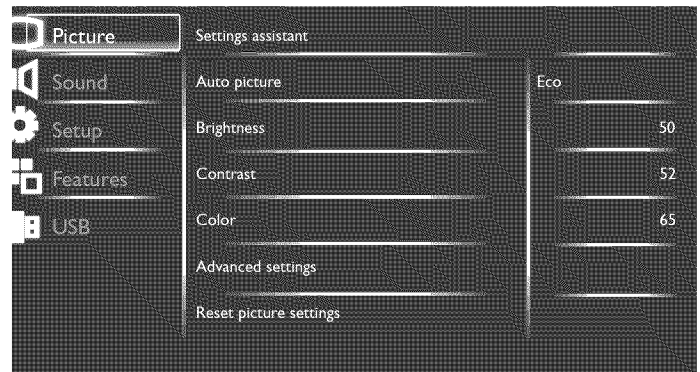 Picture
Sound
Setup
Features
USB
Settings assistant
Auto picture Eco
Brightness 50
Contrast 52
Color 65
Advanced settings
Reset picture settings